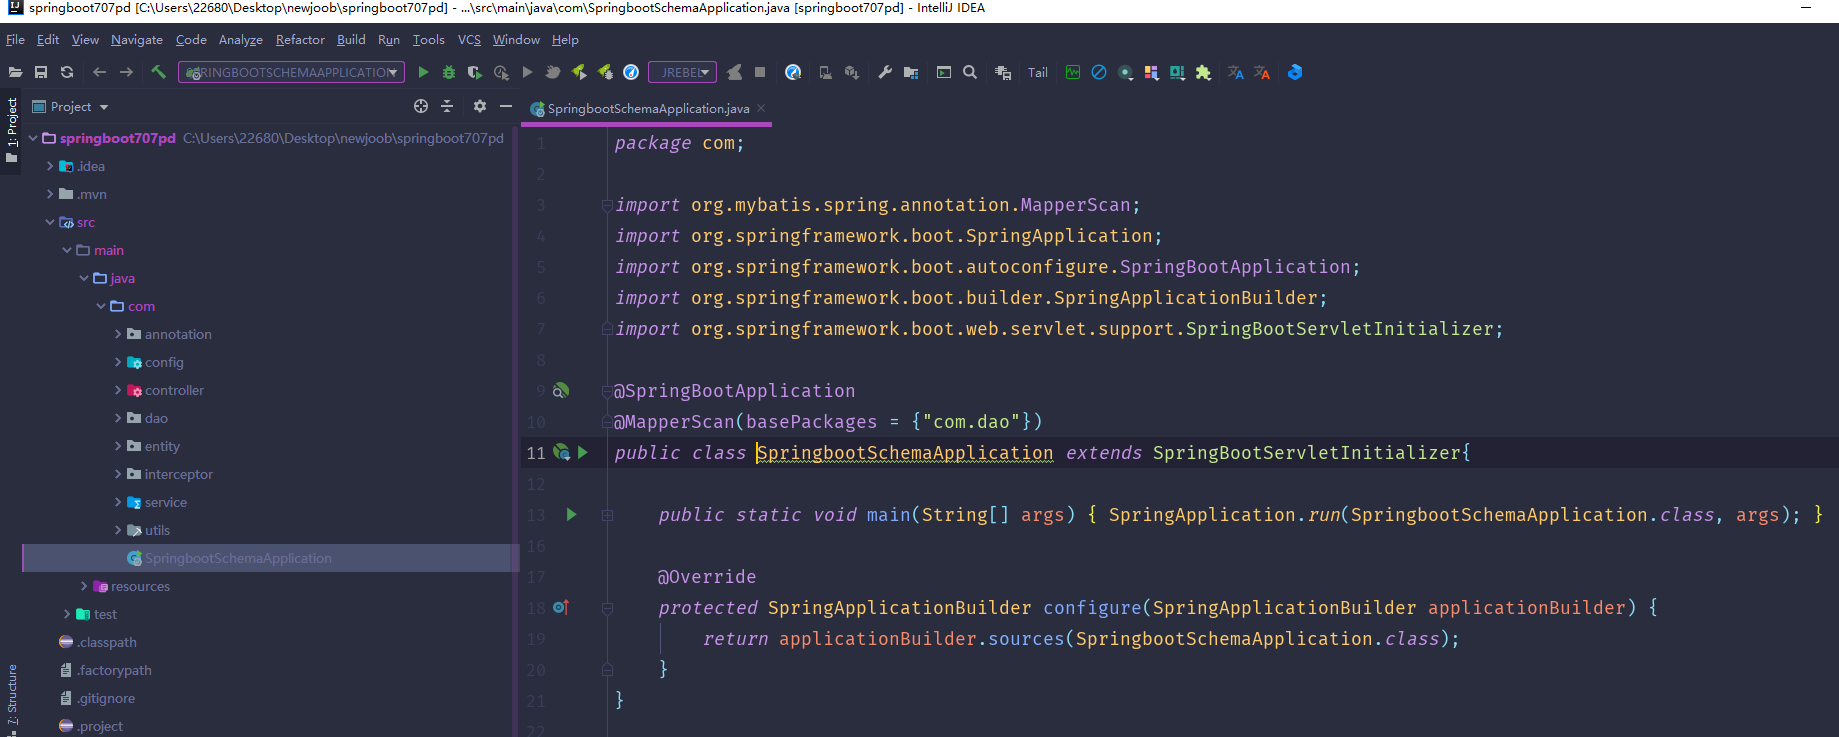 springboot707pd [C:\Users\22680\Desktop\newjoob\springboot707pd] - ...\src\main\java\com\SpringbootSchemaApplication.java [springboot707pd] - IntelliJ IDEA
File Edit View Navigate Code Analyze Refactor Build Run Tools VCS Window Help
SPRINGBOOTSCHEMAAPPLICATION JREBEL Tail
1: Project
7: Structure
Project
springboot707pd C:\Users\22680\Desktop\newjoob\springboot707pd
.idea
.mvn
src
main
java
com
annotation
config
controller
dao
entity
interceptor
service
utils
SpringbootSchemaApplication
resources
test
.classpath
.factorypath
.gitignore
.project
SpringbootSchemaApplication.java
1 package com;
2
3 import org.mybatis.spring.annotation.MapperScan;
4 import org.springframework.boot.SpringApplication;
5 import org.springframework.boot.autoconfigure.SpringBootApplication;
6 import org.springframework.boot.builder.SpringApplicationBuilder;
7 import org.springframework.boot.web.servlet.support.SpringBootServletInitializer;
8
9 @SpringBootApplication
10 @MapperScan(basePackages = {"com.dao"})
11 public class SpringbootSchemaApplication extends SpringBootServletInitializer{
12
13 public static void main(String[] args) { SpringApplication.run(SpringbootSchemaApplication.class, args); }
16
17 @Override
18 protected SpringApplicationBuilder configure(SpringApplicationBuilder applicationBuilder) {
19 return applicationBuilder.sources(SpringbootSchemaApplication.class);
20 }
21 }
22